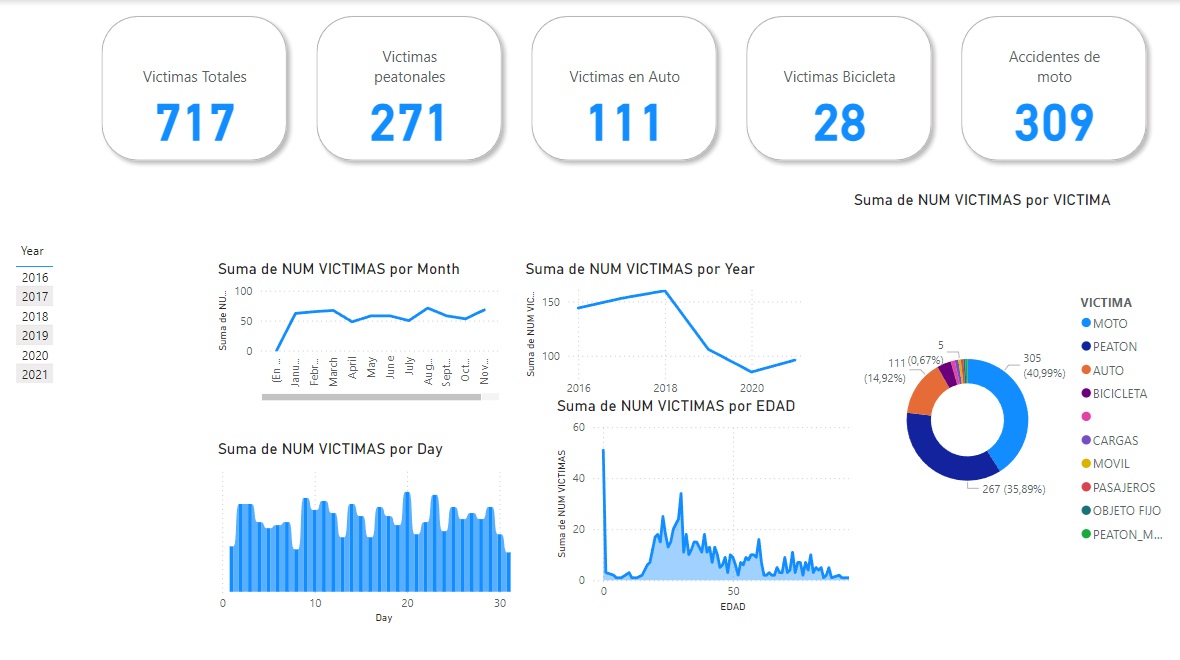 Victimas Totales
717
Victimas
peatonales
271
Victimas en Auto
111
Victimas Bicicleta
28
Accidentes de
moto
309
Suma de NUM VICTIMAS por VICTIMA
Year
2016
2017
2018
2019
2020
2021
Suma de NUM VICTIMAS por Month
Suma de NU...
100
50
0
(En...
Janu...
Febr...
March
April
May
June
July
Aug...
Sept...
Oct...
Nov...
Suma de NUM VICTIMAS por Year
Suma de NUM VIC...
150
100
2016
2018
2020
Suma de NUM VICTIMAS por Day
0
10
20
30
Day
Suma de NUM VICTIMAS por EDAD
Suma de NUM VICTIMAS
60
40
20
0
0
50
EDAD
5
(0,67%)
111
(14,92%)
305
(40,99%)
267 (35,89%)
VICTIMA
MOTO
PEATON
AUTO
BICICLETA
CARGAS
MOVIL
PASAJEROS
OBJETO FIJO
PEATON_M...